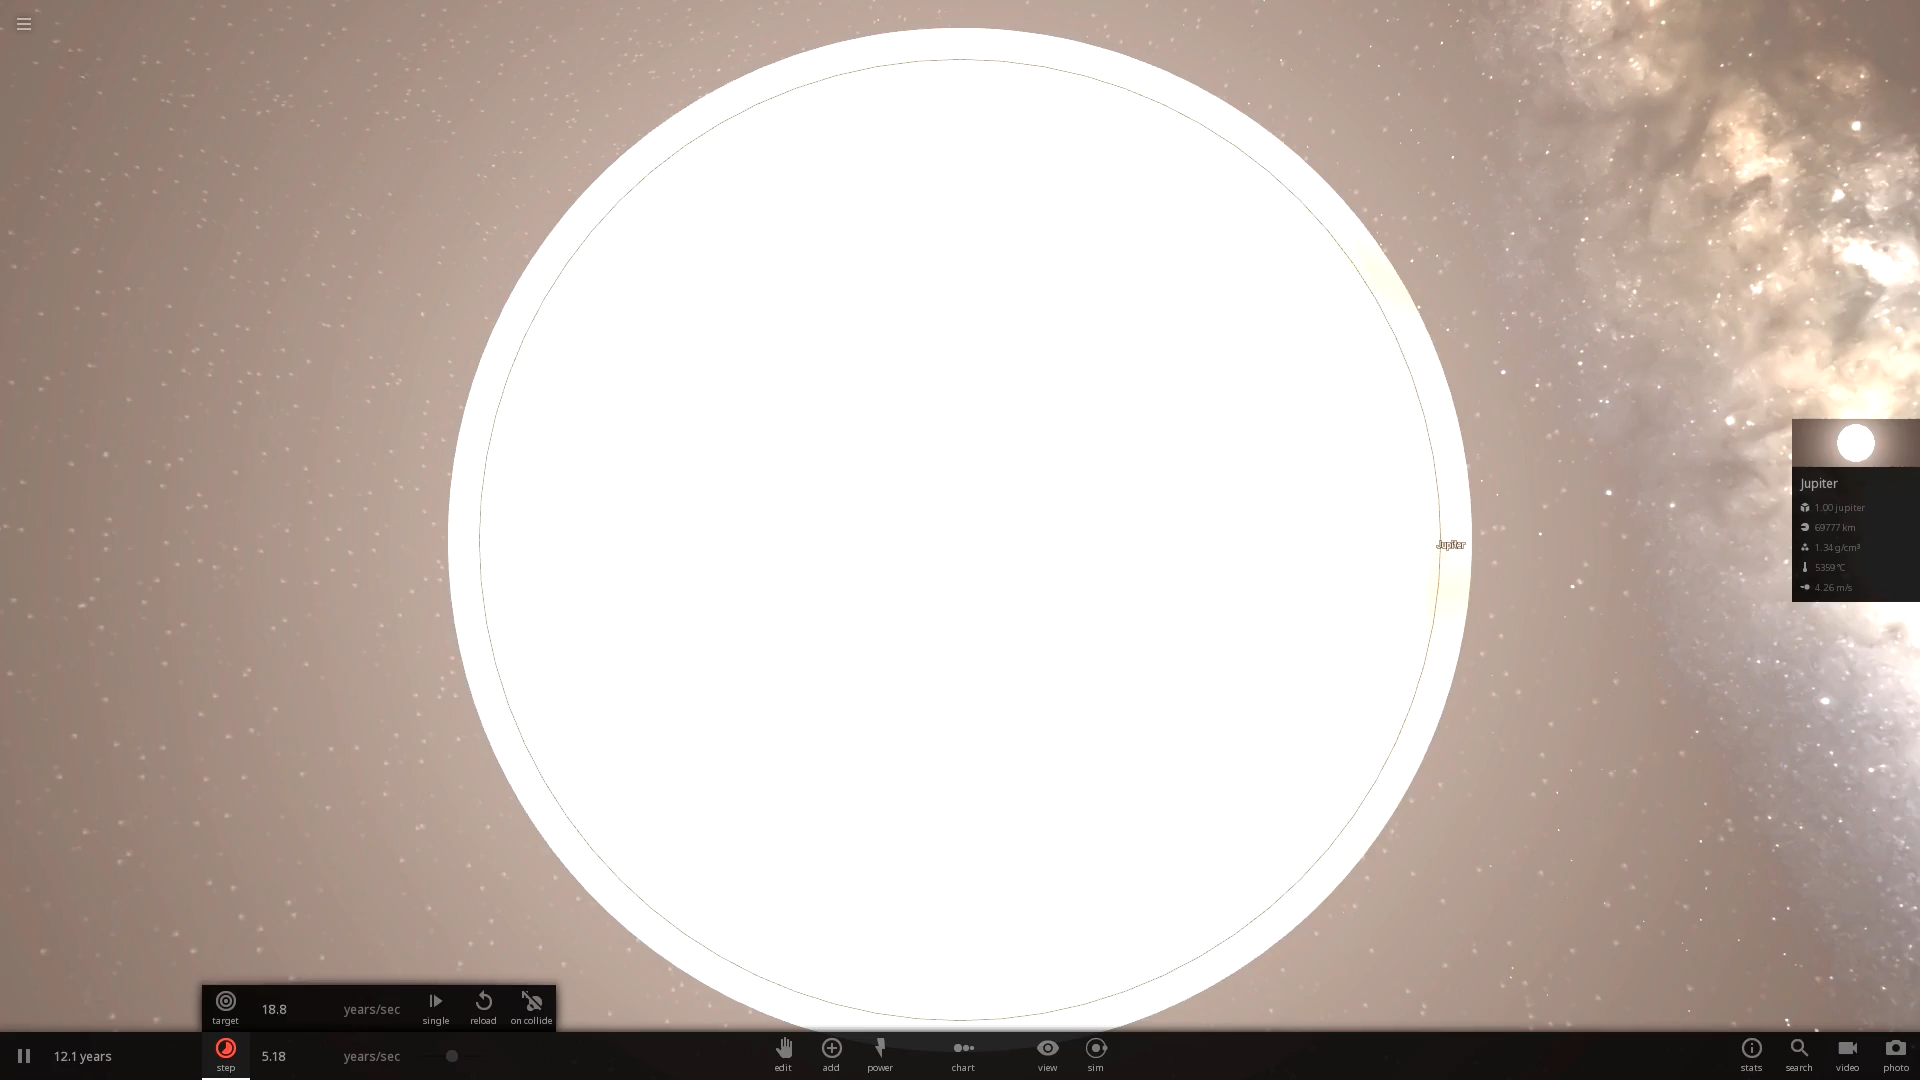 Jupiter
Jupiter
1.00 jupiter
69777 km
1.34 g/cm³
5359 °C
4.26 m/s
target
18.8 years/sec
single
reload
on collide
12.1 years
step
5.18 years/sec
edit
add
power
chart
view
sim
stats
search
video
photo